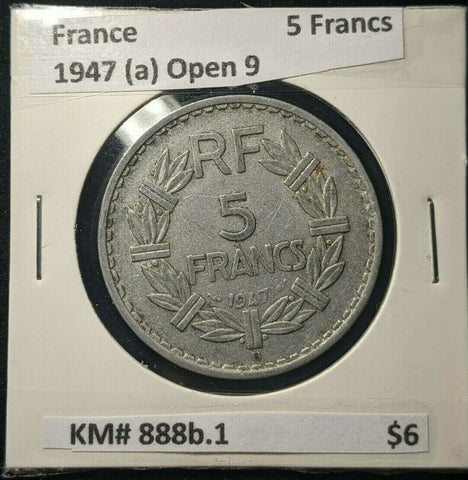 France 5 Francs
1947 (a) Open 9
RF
5
FRANCS
1947
B
KM# 888b.1 $6